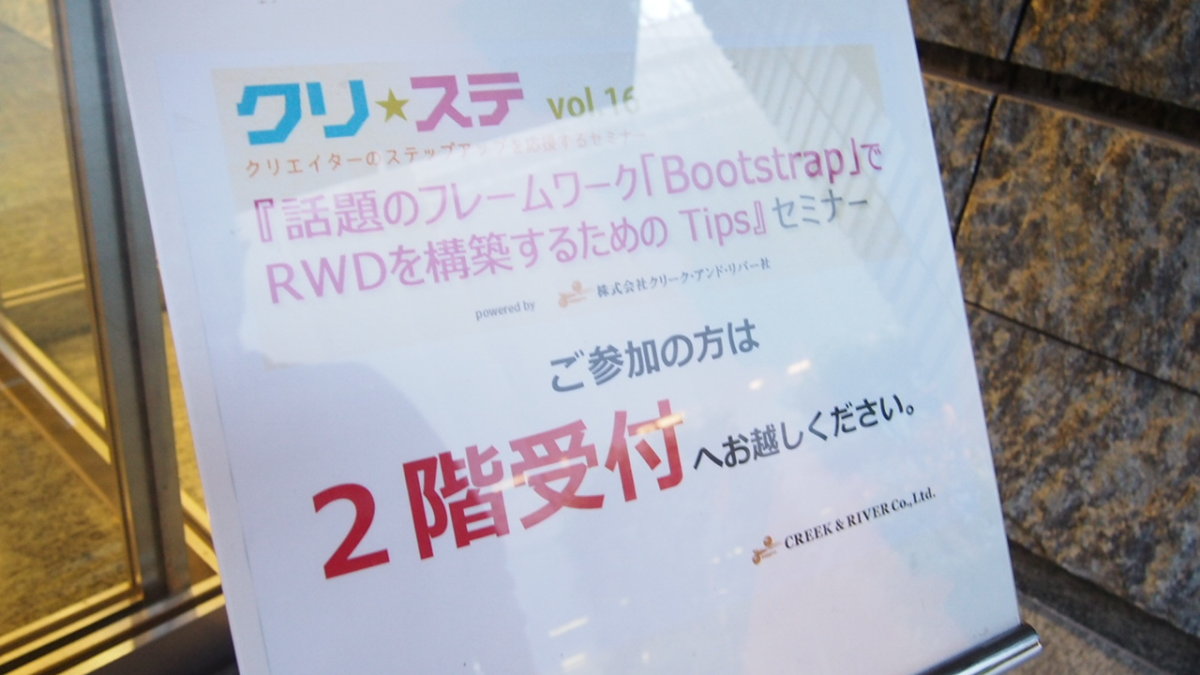 クリ★ステ vol.16
クリエイターのステップアップを応援するセミナー
『話題のフレームワーク「Bootstrap」で
RWDを構築するための Tips』セミナー
powered by 株式会社クリーク・アンド・リバー社
ご参加の方は
2階受付へお越しください。
CREEK & RIVER Co.,Ltd.